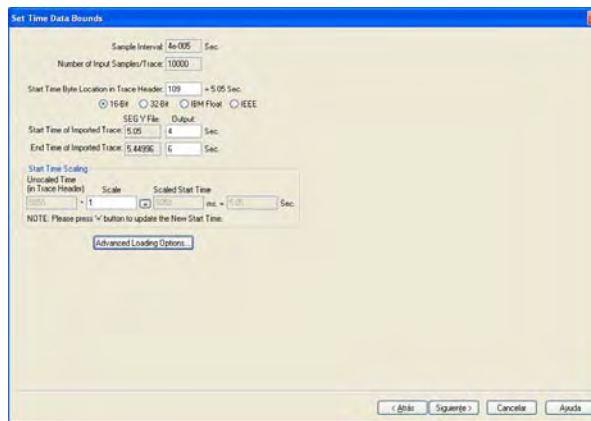 Set Time Data Bounds
Sample Interval: 4e-005 Sec.
Number of Input Samples/Trace: 10000
Start Time Byte Location in Trace Header: 109 = 5.05 Sec.
16-Bit 32-Bit IBM Float IEEE
SEG Y File: Output:
Start Time of Imported Trace: 5.05 4 Sec.
End Time of Imported Trace: 5.44996 6 Sec.
Start Time Scaling
Unscaled Time
(in Trace Header) Scale Scaled Start Time
* 1 = ms. = 5.05 Sec.
NOTE: Please press '=' button to update the New Start Time.
Advanced Loading Options...
< Atrás Siguiente > Cancelar Ayuda